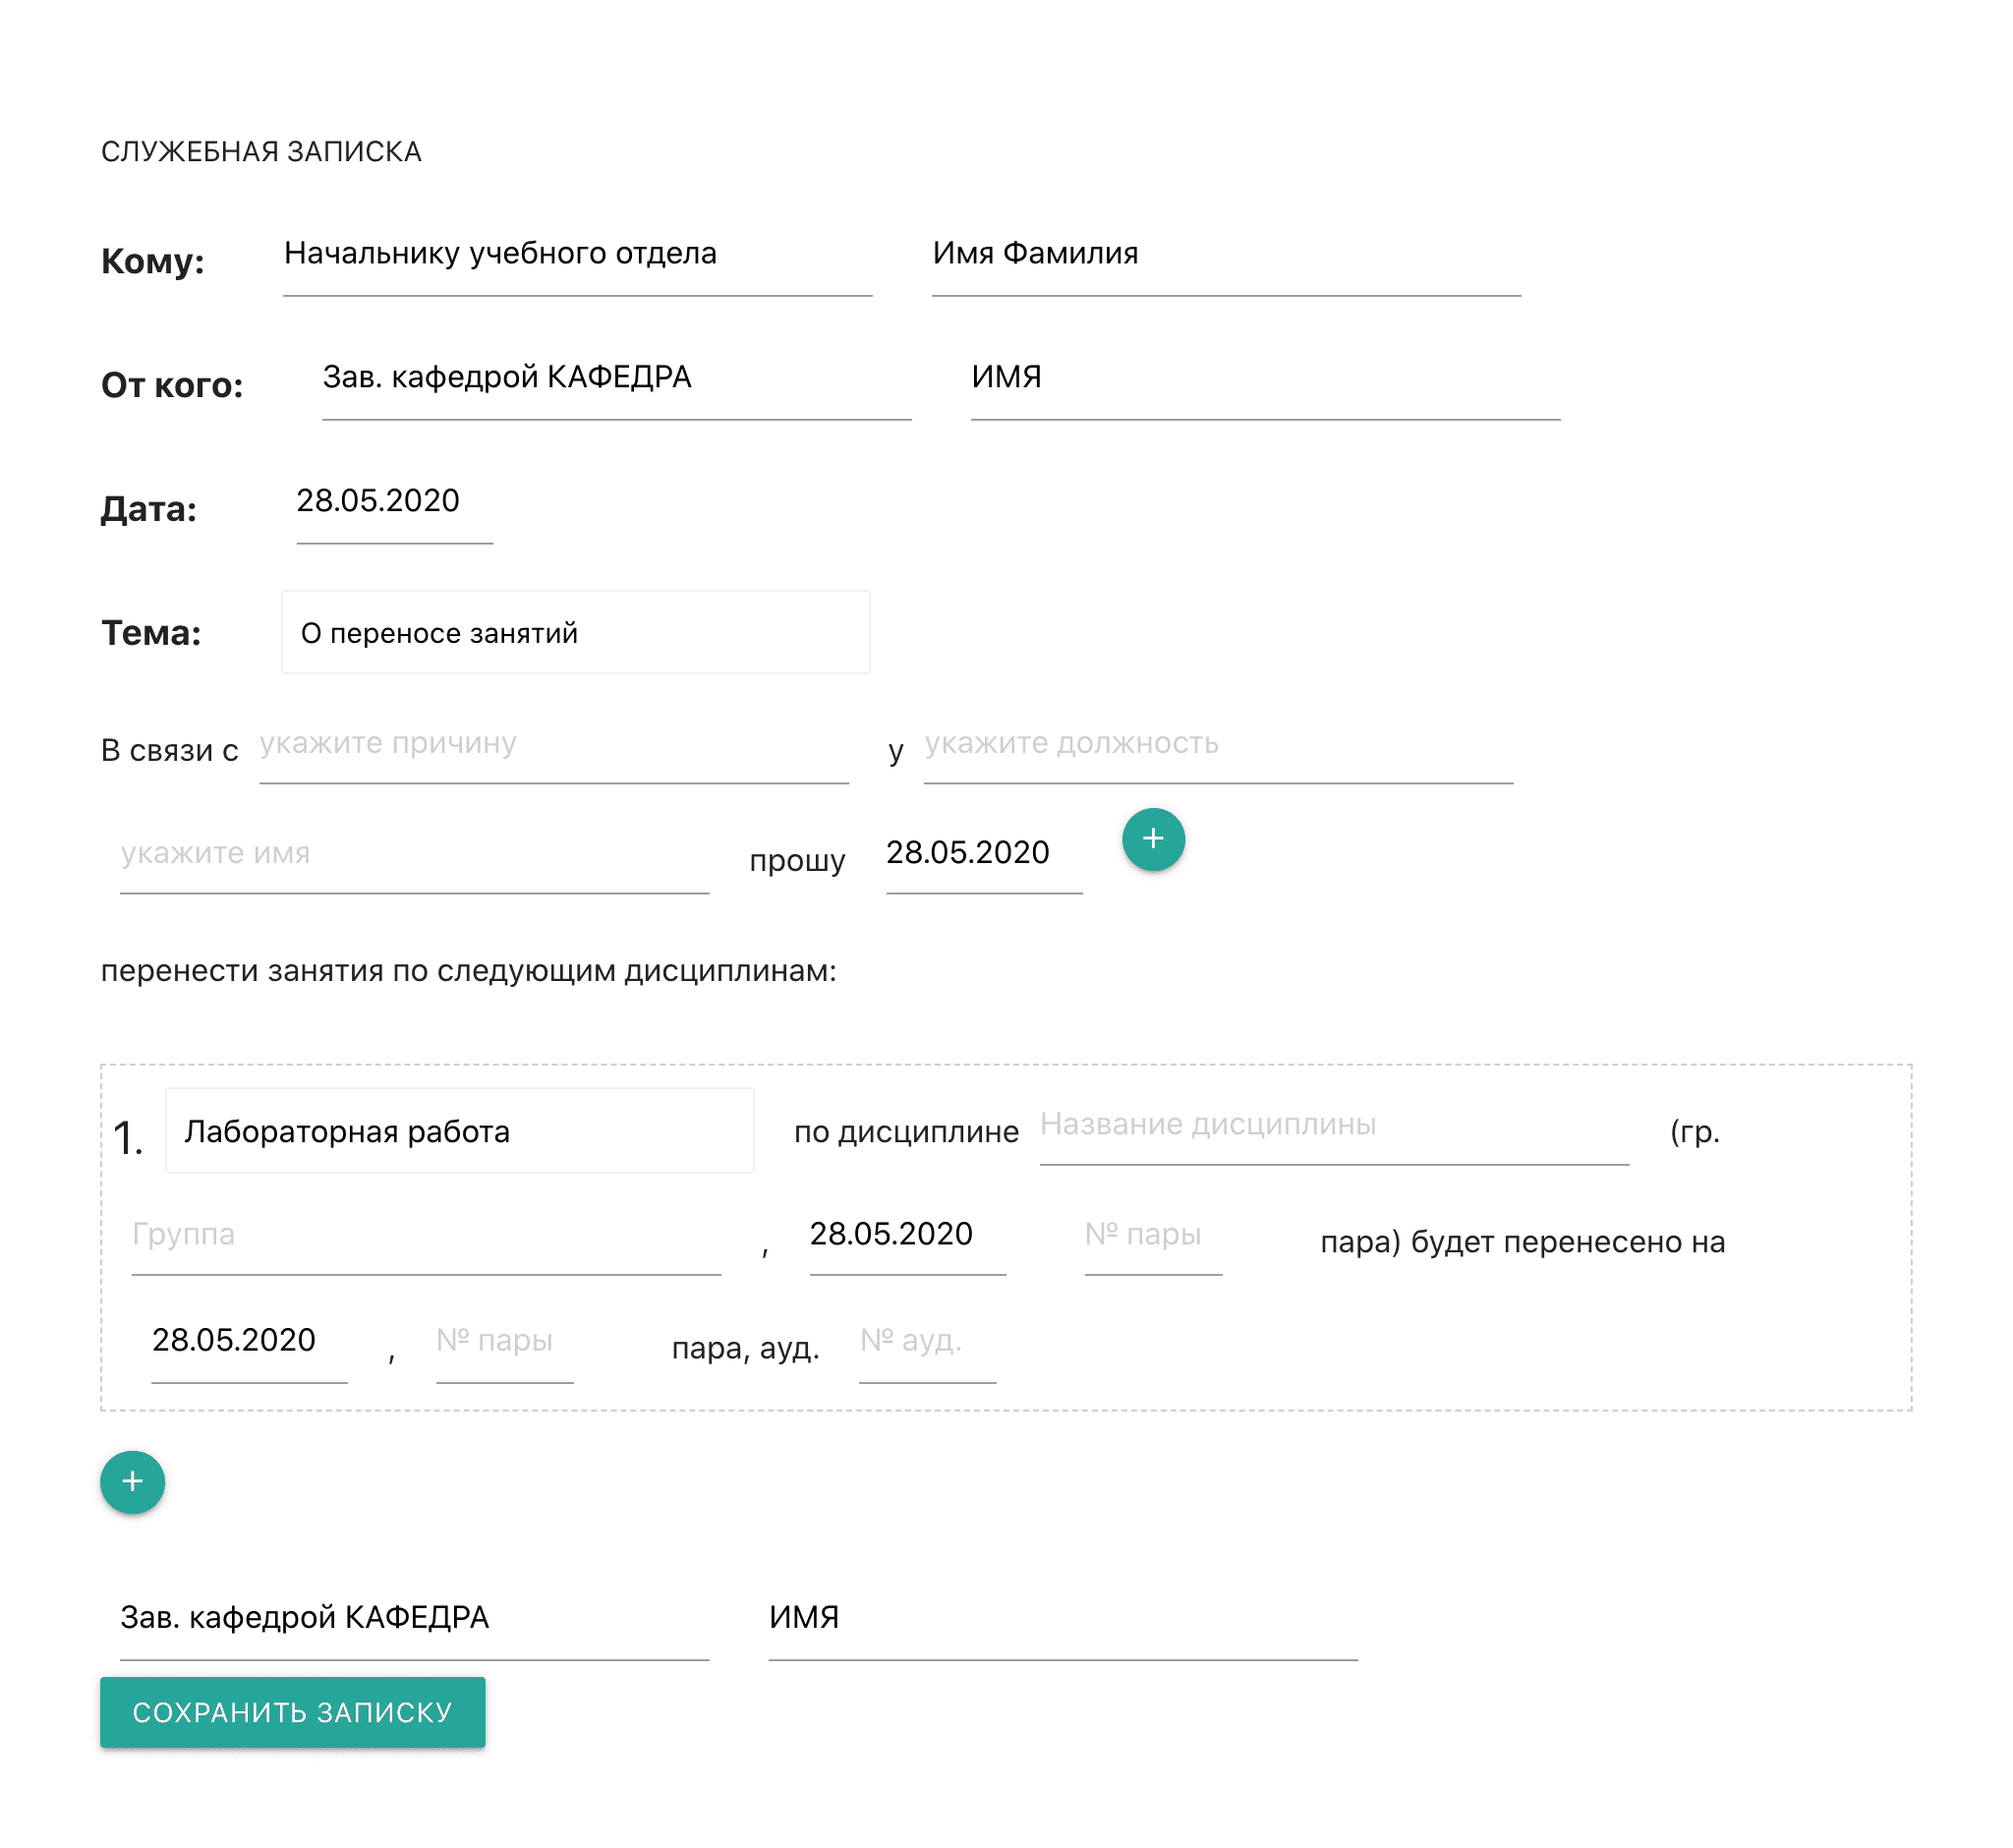 СЛУЖЕБНАЯ ЗАПИСКА
Кому: Начальнику учебного отдела Имя Фамилия
От кого: Зав. кафедрой КАФЕДРА ИМЯ
Дата: 28.05.2020
Тема: О переносе занятий
В связи с укажите причину у укажите должность
укажите имя прошу 28.05.2020 +
перенести занятия по следующим дисциплинам:
1. Лабораторная работа по дисциплине Название дисциплины (гр.
Группа , 28.05.2020 № пары пара) будет перенесено на
28.05.2020 , № пары пара, ауд. № ауд.
+
Зав. кафедрой КАФЕДРА ИМЯ
СОХРАНИТЬ ЗАПИСКУ